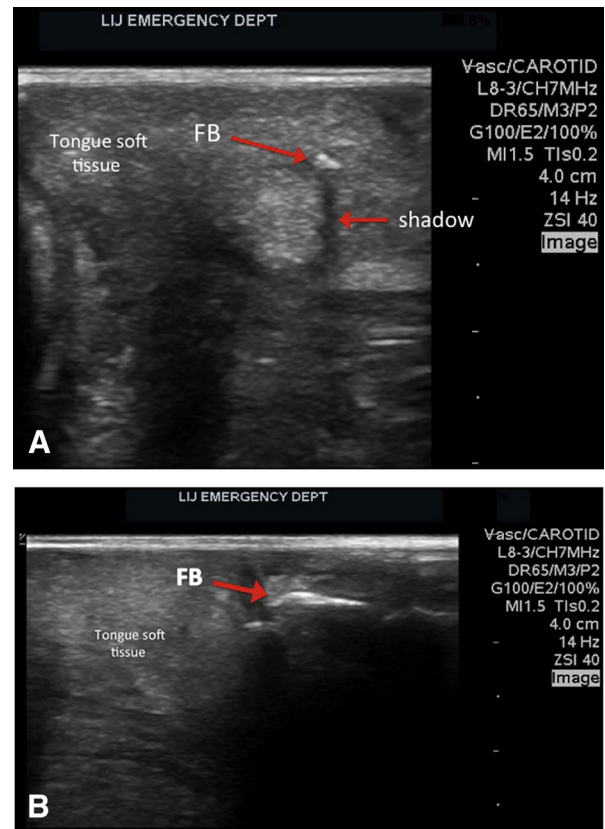 LIJ EMERGENCY DEPT
Vasc/CAROTID
L8-3/CH7MHz
DR65/M3/P2
G100/E2/100%
MI1.5 TIs0.2
4.0 cm
14 Hz
ZSI 40
Image
Tongue soft
tissue
FB
shadow
A
LIJ EMERGENCY DEPT
Vasc/CAROTID
L8-3/CH7MHz
DR65/M3/P2
G100/E2/100%
MI1.5 TIs0.2
4.0 cm
14 Hz
ZSI 40
Image
FB
Tongue soft
tissue
B